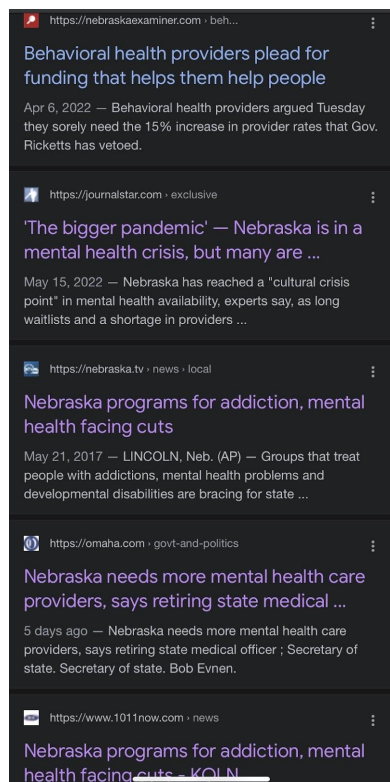 https://nebraskaexaminer.com › beh...
Behavioral health providers plead for
funding that helps them help people
Apr 6, 2022 — Behavioral health providers argued Tuesday
they sorely need the 15% increase in provider rates that Gov.
Ricketts has vetoed.
https://journalstar.com › exclusive
'The bigger pandemic' — Nebraska is in a
mental health crisis, but many are ...
May 15, 2022 — Nebraska has reached a "cultural crisis
point" in mental health availability, experts say, as long
waitlists and a shortage in providers ...
https://nebraska.tv › news › local
Nebraska programs for addiction, mental
health facing cuts
May 21, 2017 — LINCOLN, Neb. (AP) — Groups that treat
people with addictions, mental health problems and
developmental disabilities are bracing for state ...
https://omaha.com › govt-and-politics
Nebraska needs more mental health care
providers, says retiring state medical ...
5 days ago — Nebraska needs more mental health care
providers, says retiring state medical officer ; Secretary of
state. Secretary of state. Bob Evnen.
https://www.1011now.com › news
Nebraska programs for addiction, mental
health facing cuts - KOLN